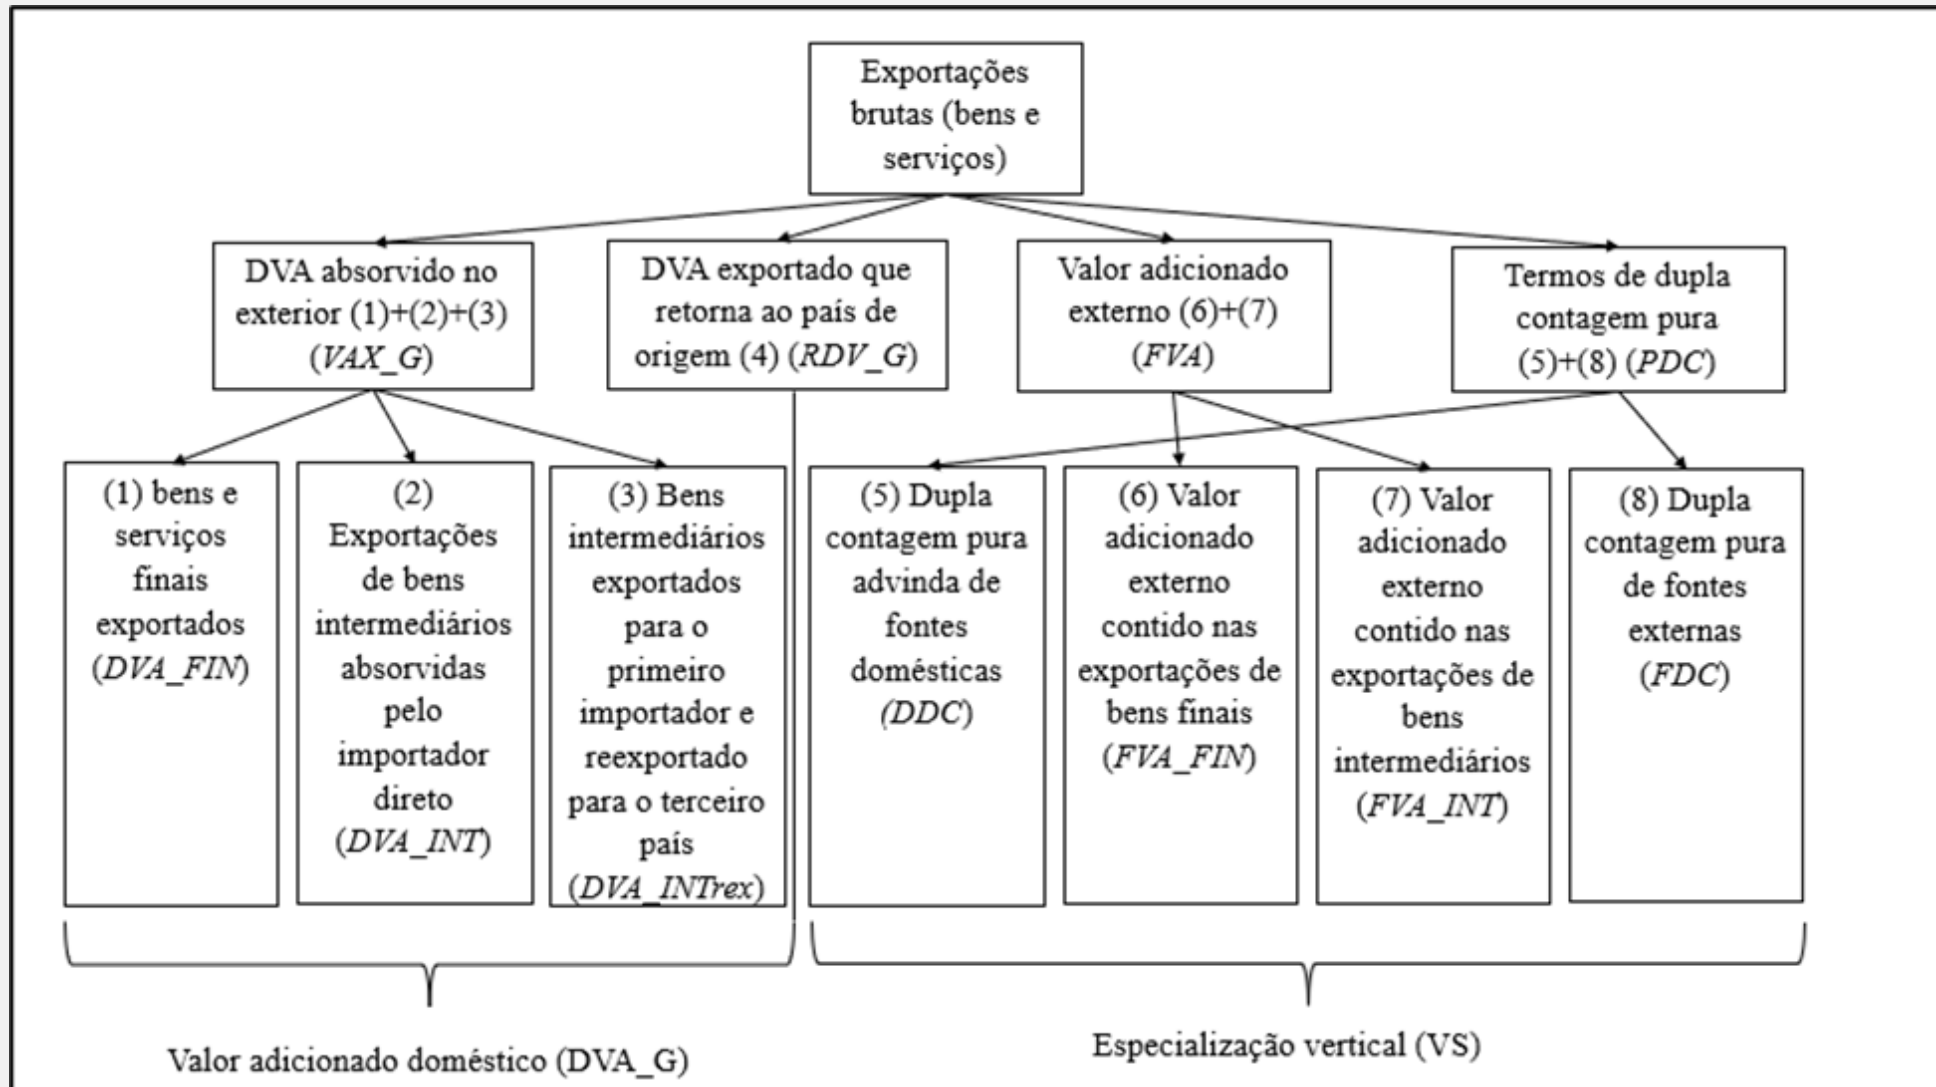 Exportações
brutas (bens e
serviços)
DVA absorvido no
exterior (1)+(2)+(3)
(VAX_G)
DVA exportado que
retorna ao país de
origem (4) (RDV_G)
Valor adicionado
externo (6)+(7)
(FVA)
Termos de dupla
contagem pura
(5)+(8) (PDC)
(1) bens e
serviços
finais
exportados
(DVA_FIN)
(2)
Exportações
de bens
intermediários
absorvidas
pelo
importador
direto
(DVA_INT)
(3) Bens
intermediários
exportados
para o
primeiro
importador e
reexportado
para o terceiro
país
(DVA_INTrex)
(5) Dupla
contagem pura
advinda de
fontes
domésticas
(DDC)
(6) Valor
adicionado
externo
contido nas
exportações de
bens finais
(FVA_FIN)
(7) Valor
adicionado
externo
contido nas
exportações de
bens
intermediários
(FVA_INT)
(8) Dupla
contagem pura
de fontes
externas
(FDC)
Valor adicionado doméstico (DVA_G)
Especialização vertical (VS)